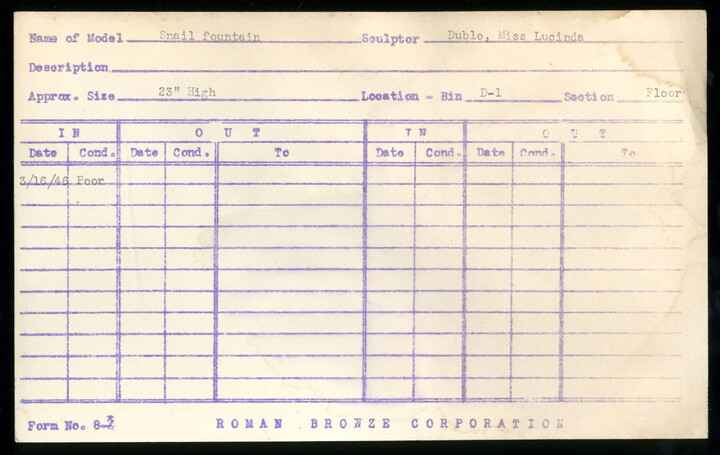 Name of Model Snail fountain Sculptor Duble, Miss Lucinda
Description
Approx. Size 23" High Location - Bin D-1 Section Floor
IN OUT IN OUT
Date Cond. Date Cond. To Date Cond. Date Cond. To
3/16/46 Poor
Form No. 8-
ROMAN BRONZE CORPORATION